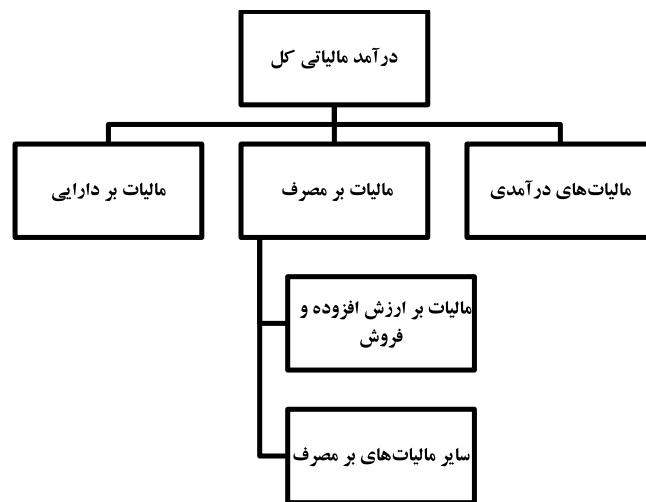 درآمد مالیاتی کل
مالیات‌های درآمدی
مالیات بر مصرف
مالیات بر دارایی
مالیات بر ارزش افزوده و
فروش
سایر مالیات‌های بر مصرف